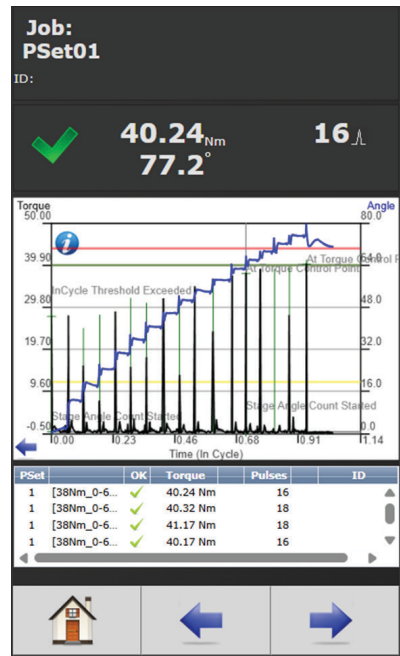 Job:
PSet01
ID:
40.24 Nm 16
77.2°
Torque Angle
50.00 80.0
39.90 At Torque Control P 64.0
At Torque Control Point
InCycle Threshold Exceeded
29.80 48.0
19.70 32.0
9.60 16.0
Stage Angle Count Started
Stage Angle Count Started
-0.50 0.0
0.00 0.23 0.46 0.68 0.91 1.14
Time (In Cycle)
PSet OK Torque Pulses ID
1 [38Nm_0-6... 40.24 Nm 16
1 [38Nm_0-6... 40.32 Nm 18
1 [38Nm_0-6... 41.17 Nm 18
1 [38Nm_0-6... 40.17 Nm 16